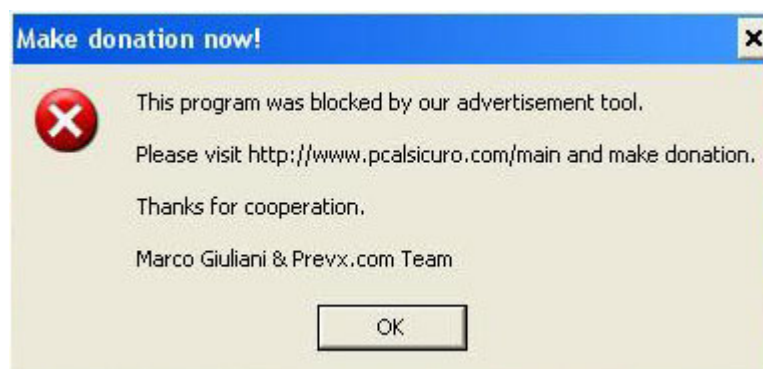 Make donation now!
This program was blocked by our advertisement tool.
Please visit http://www.pcalsicuro.com/main and make donation.
Thanks for cooperation.
Marco Giuliani & Prevx.com Team
OK